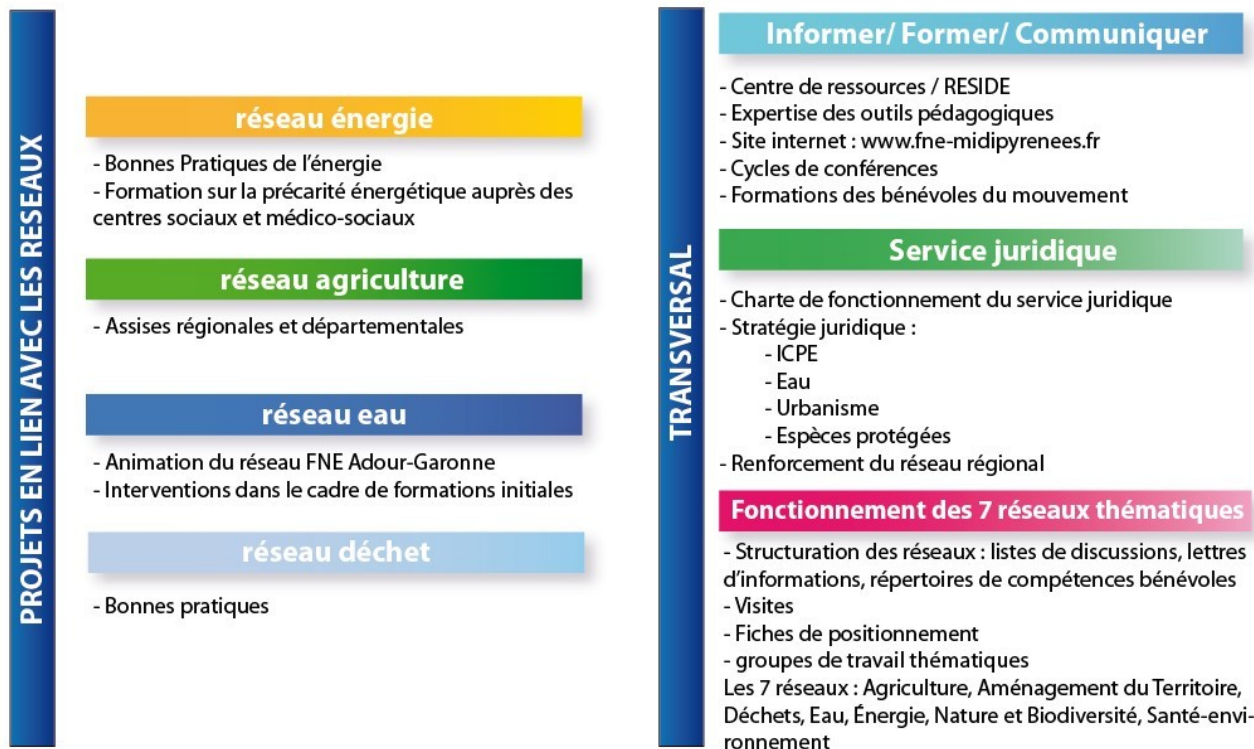 PROJETS EN LIEN AVEC LES RESEAUX
réseau énergie
- Bonnes Pratiques de l'énergie
- Formation sur la précarité énergétique auprès des
centres sociaux et médico-sociaux
réseau agriculture
- Assises régionales et départementales
réseau eau
- Animation du réseau FNE Adour-Garonne
- Interventions dans le cadre de formations initiales
réseau déchet
- Bonnes pratiques
TRANSVERSAL
Informer/ Former/ Communiquer
- Centre de ressources / RESIDE
- Expertise des outils pédagogiques
- Site internet : www.fne-midipyrenees.fr
- Cycles de conférences
- Formations des bénévoles du mouvement
Service juridique
- Charte de fonctionnement du service juridique
- Stratégie juridique :
- ICPE
- Eau
- Urbanisme
- Espèces protégées
- Renforcement du réseau régional
Fonctionnement des 7 réseaux thématiques
- Structuration des réseaux : listes de discussions, lettres
d'informations, répertoires de compétences bénévoles
- Visites
- Fiches de positionnement
- groupes de travail thématiques
Les 7 réseaux : Agriculture, Aménagement du Territoire,
Déchets, Eau, Énergie, Nature et Biodiversité, Santé-envi-
ronnement